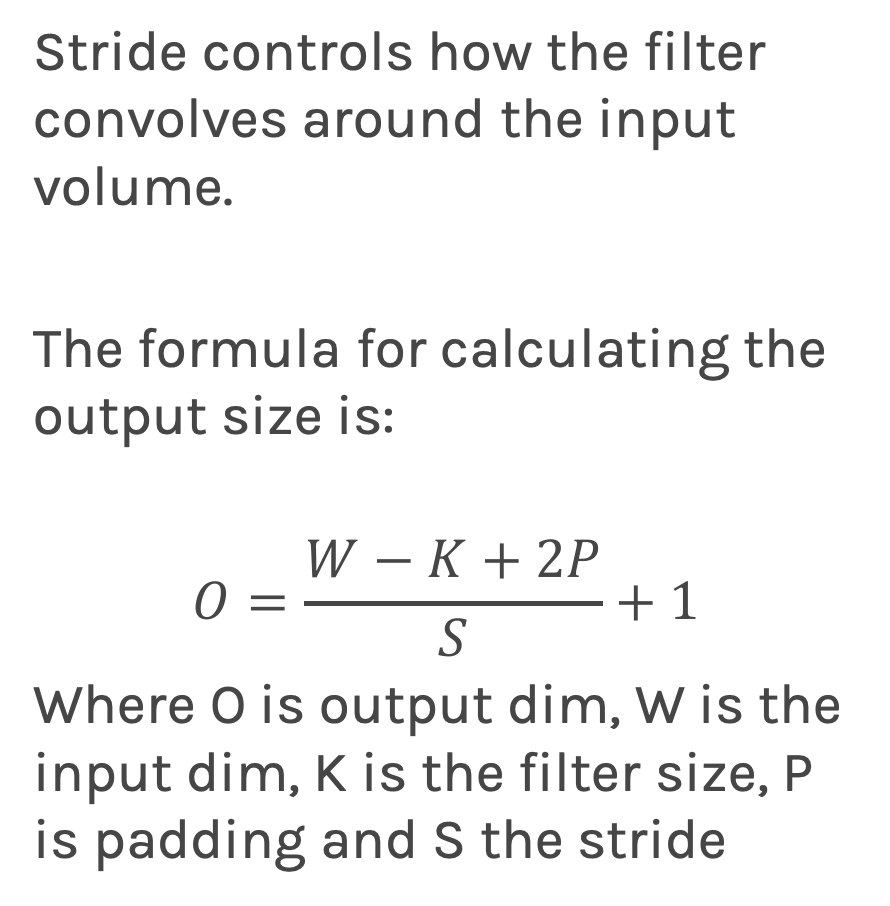 Stride controls how the filter
convolves around the input
volume.
The formula for calculating the
output size is:
O = \frac{W - K + 2P}{S} + 1
Where O is output dim, W is the
input dim, K is the filter size, P
is padding and S the stride